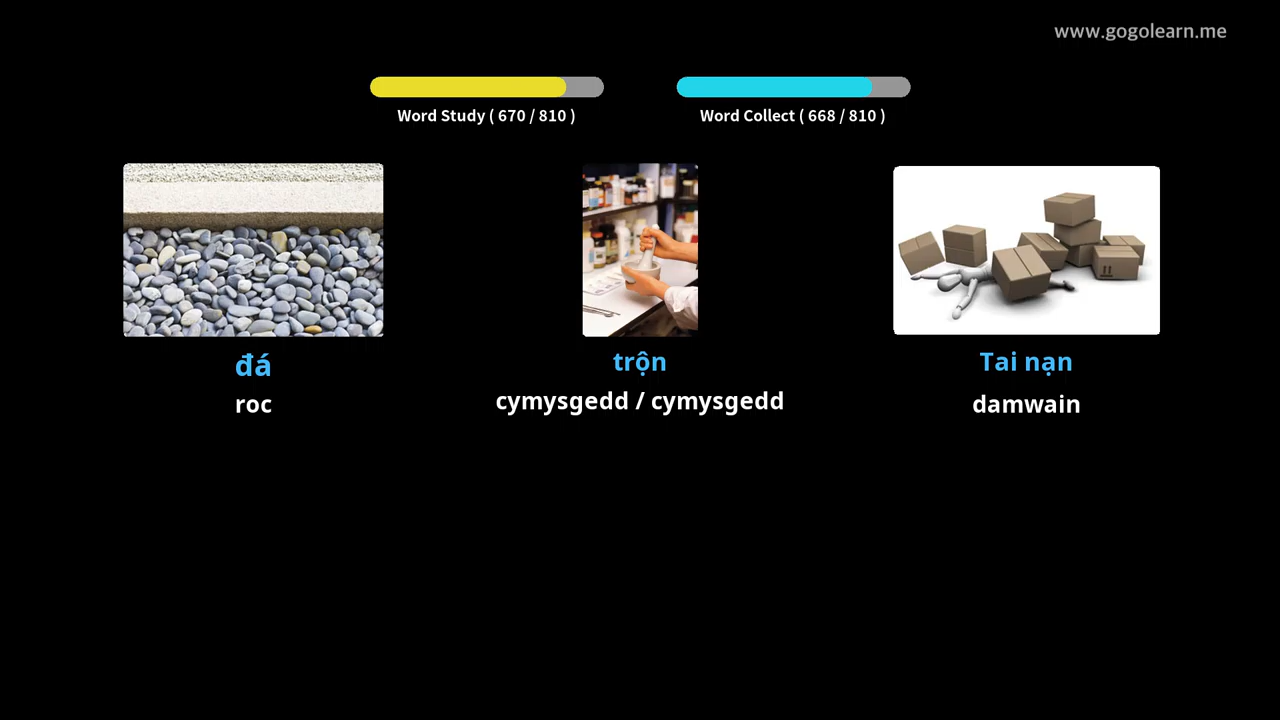 www.gogolearn.me
Word Study ( 670 / 810 )
Word Collect ( 668 / 810 )
đá
trộn
Tai nạn
roc
cymysgedd / cymysgedd
damwain